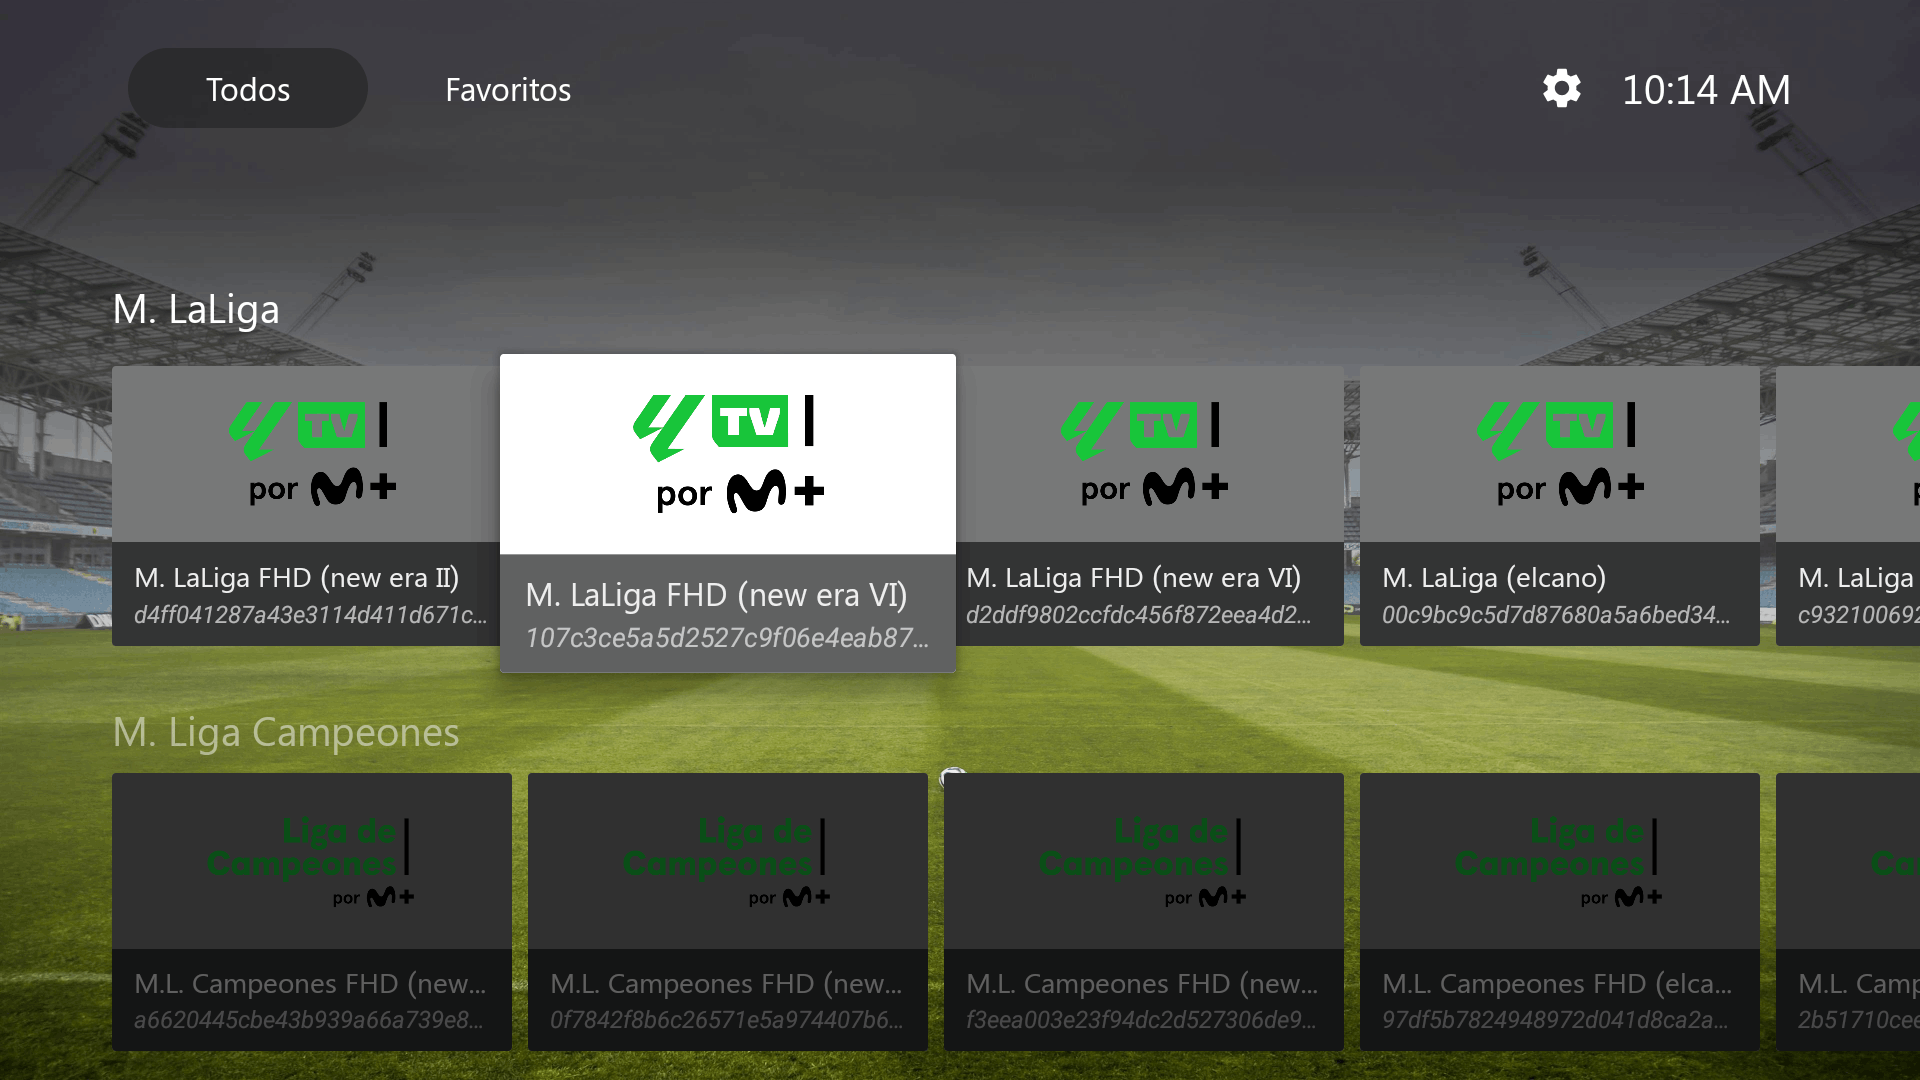 Todos
Favoritos
10:14 AM
M. LaLiga
TV
por M+
M. LaLiga FHD (new era II)
d4ff041287a43e3114d411d671c...
TV
por M+
M. LaLiga FHD (new era VI)
107c3ce5a5d2527c9f06e4eab87...
TV
por M+
M. LaLiga FHD (new era VI)
d2ddf9802ccfdc456f872eea4d2...
TV
por M+
M. LaLiga (elcano)
00c9bc9c5d7d87680a5a6bed34...
M. LaLiga
c932100692
M. Liga Campeones
Liga de
Campeones
por M+
M.L. Campeones FHD (new...
a6620445cbe43b939a66a739e8...
Liga de
Campeones
por M+
M.L. Campeones FHD (new...
0f7842f8b6c26571e5a974407b6...
Liga de
Campeones
por M+
M.L. Campeones FHD (new...
f3eea003e23f94dc2d527306de9...
Liga de
Campeones
por M+
M.L. Campeones FHD (elca...
97df5b7824948972d041d8ca2a...
Ca
M.L. Camp
2b51710cee